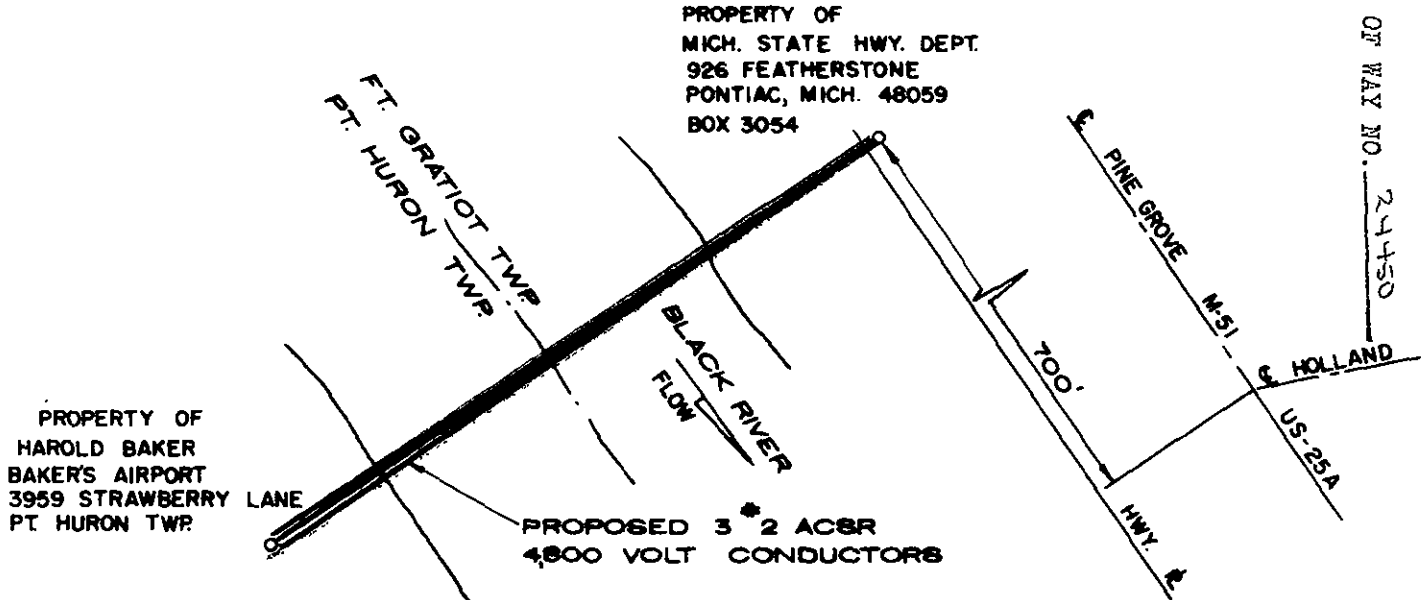 PROPERTY OF
MICH. STATE HWY. DEPT.
926 FEATHERSTONE
PONTIAC, MICH. 48059
BOX 3054
OF WAY NO. 24450
FT. GRATIOT TWP.
PT. HURON TWP.
℄ PINE GROVE M-51
℄ HOLLAND
US-25A
700'
BLACK RIVER
FLOW
HWY. ⅊
PROPERTY OF
HAROLD BAKER
BAKER'S AIRPORT
3959 STRAWBERRY LANE
PT. HURON TWP.
PROPOSED 3 #2 ACSR
4,800 VOLT CONDUCTORS